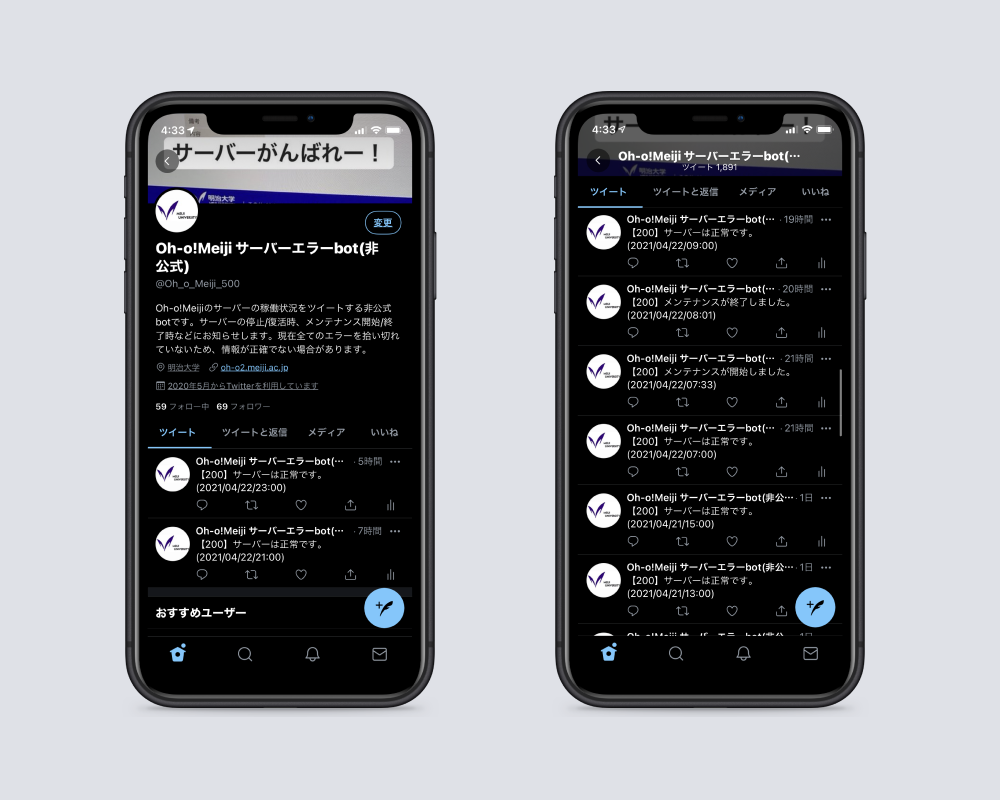 4:33
サーバーがんばれー！
明治大学
MEIJI
UNIVERSITY
変更
Oh-o!Meiji サーバーエラーbot(非
公式)
@Oh_o_Meiji_500
Oh-o!Meijiのサーバーの稼働状況をツイートする非公式
botです。サーバーの停止/復活時、メンテナンス開始/終
了時などにお知らせします。現在全てのエラーを拾い切れ
ていないため、情報が正確でない場合があります。
明治大学 oh-o2.meiji.ac.jp
2020年5月からTwitterを利用しています
59 フォロー中 69 フォロワー
ツイート ツイートと返信 メディア いいね
Oh-o!Meiji サーバーエラーbot(… · 5時間
【200】サーバーは正常です。
(2021/04/22/23:00)
Oh-o!Meiji サーバーエラーbot(… · 7時間
【200】サーバーは正常です。
(2021/04/22/21:00)
おすすめユーザー
4:33
Oh-o!Meiji サーバーエラーbot(…
ツイート 1,891
ツイート ツイートと返信 メディア いいね
Oh-o!Meiji サーバーエラーbot(… · 19時間
【200】サーバーは正常です。
(2021/04/22/09:00)
Oh-o!Meiji サーバーエラーbot(… · 20時間
【200】メンテナンスが終了しました。
(2021/04/22/08:01)
Oh-o!Meiji サーバーエラーbot(… · 21時間
【200】メンテナンスが開始しました。
(2021/04/22/07:33)
Oh-o!Meiji サーバーエラーbot(… · 21時間
【200】サーバーは正常です。
(2021/04/22/07:00)
Oh-o!Meiji サーバーエラーbot(非公… · 1日
【200】サーバーは正常です。
(2021/04/21/15:00)
Oh-o!Meiji サーバーエラーbot(非公… · 1日
【200】サーバーは正常です。
(2021/04/21/13:00)